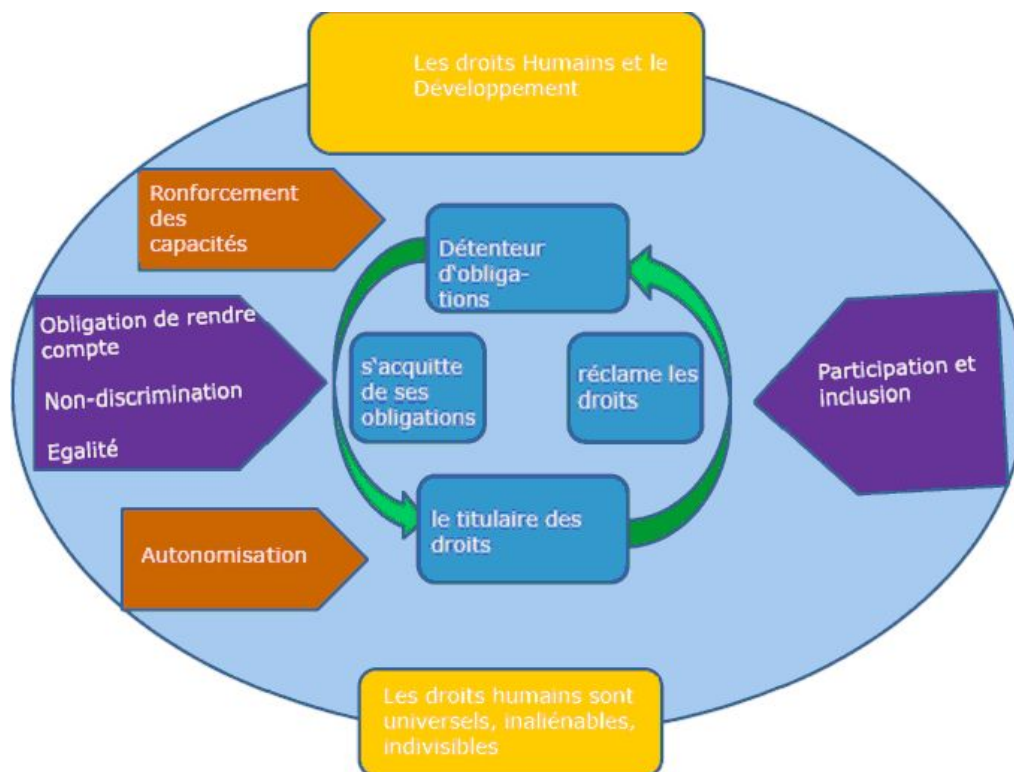 Les droits Humains et le
Développement
Ronforcement
des
capacités
Détenteur
d'obliga-
tions
Obligation de rendre
compte
Non-discrimination
Egalité
s'acquitte
de ses
obligations
réclame les
droits
Participation et
inclusion
le titulaire des
droits
Autonomisation
Les droits humains sont
universels, inaliénables,
indivisibles